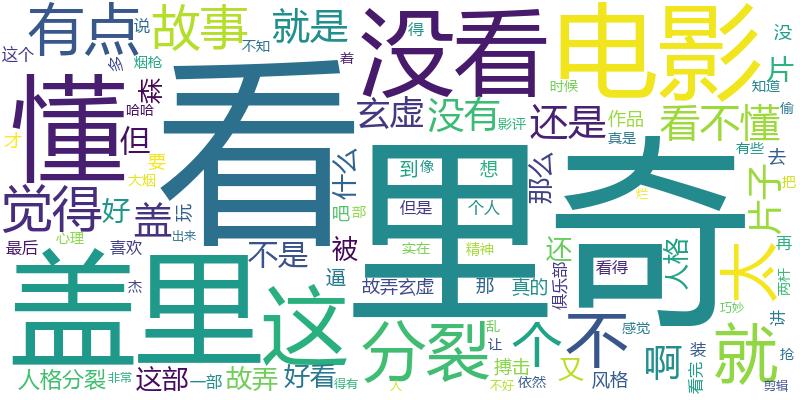 有点 故事 就是 没看 电影 没
这个 说 不知 得 片
多 烟枪 着 时候 知道
懂 森 哈哈 看 玄虚 没有 影评 还是 作品 看不懂 偷
才 但 真是
要 什么 到 像 想 那么 有些 去 把
大烟 烂
觉得 好 盖 玩 里 奇 片子
吧 部 但是 个人
最后 喜欢 心理 出来 不是 被 实在 精神 还 看得 人格 太 再
逼 故弄玄虚 那 真的 俱乐部 两杆
盖里 杰 这 巧妙 讲
分裂 乱 个 不 感觉 就
让 啊 装 抢
人格分裂 非常 这部 一部 故弄 好看 得有 人 搏击 不好 依然 又 风格 看完 剪辑